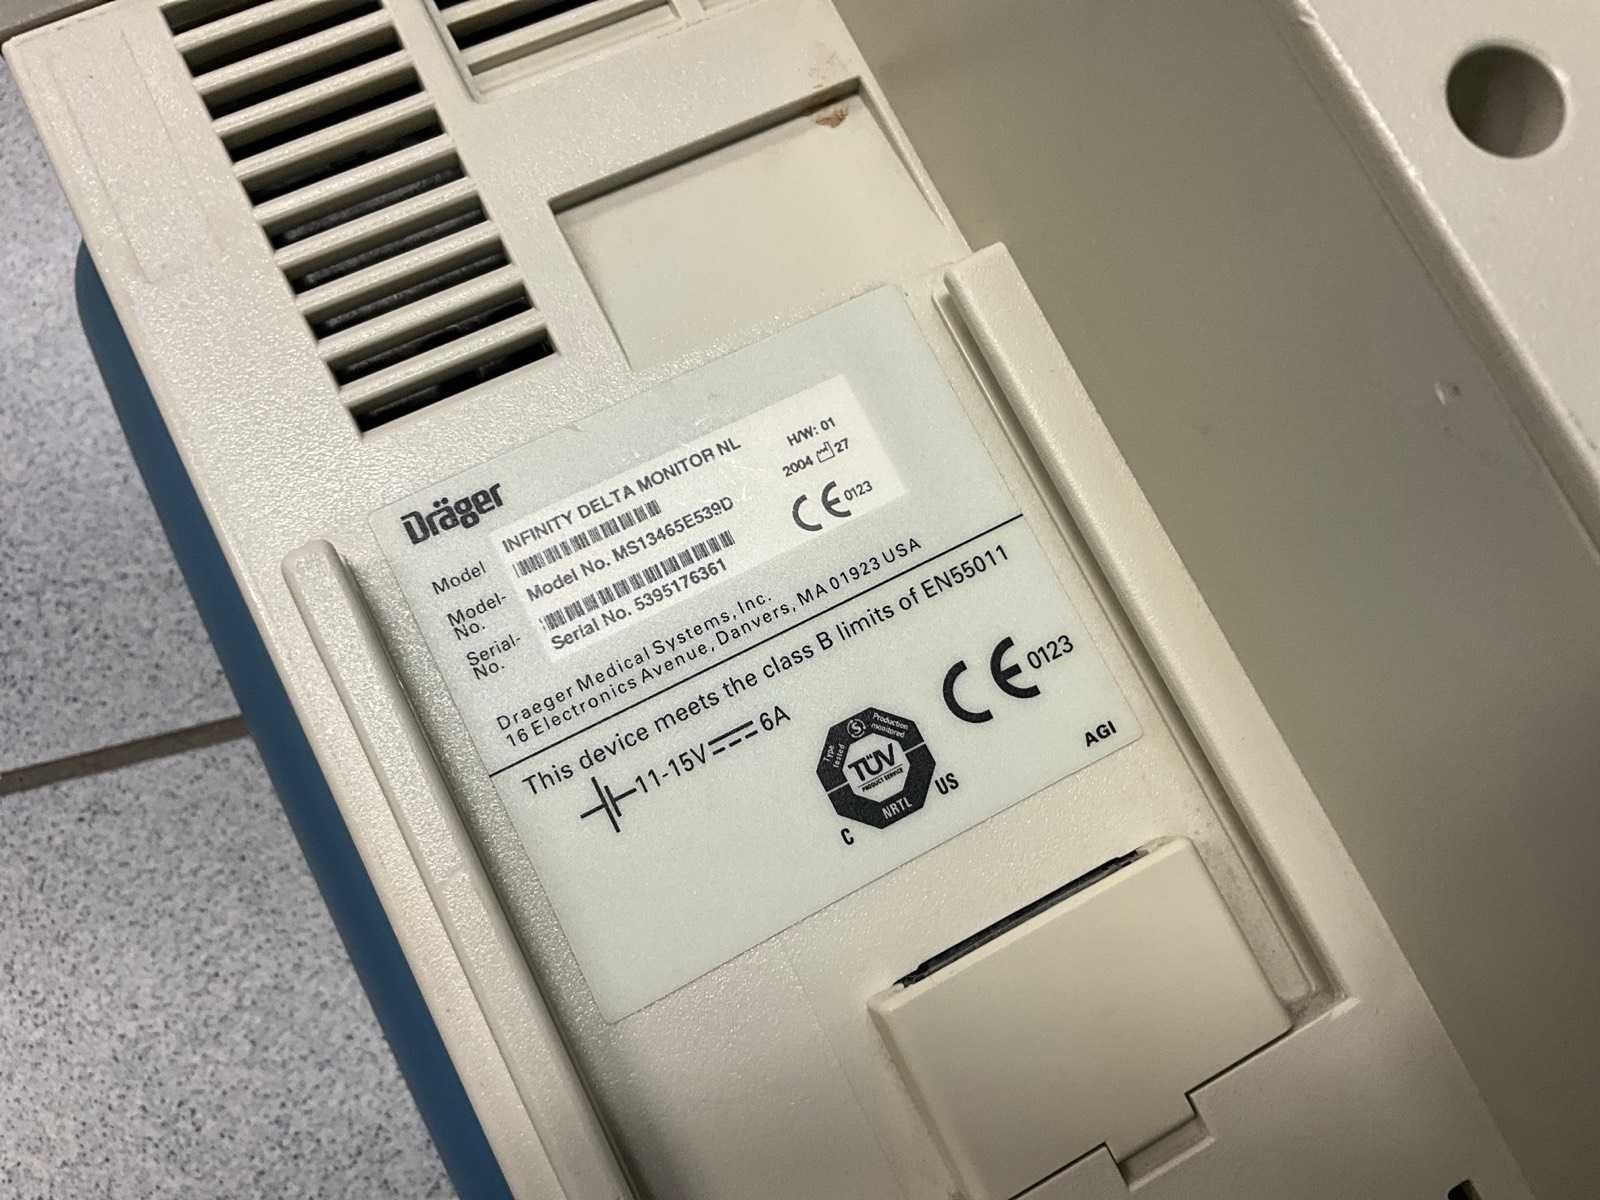 Dräger
Model
INFINITY DELTA MONITOR NL
H/W: 01
2004 27
Model-
No.
Model No. MS13465E539D
CE 0123
Serial-
No.
Serial No. 5395176361
Draeger Medical Systems, Inc.
16 Electronics Avenue, Danvers, MA 01923 USA
This device meets the class B limits of EN55011
11-15V 6A
Type
tested
S
Production
monitored
TÜV
PRODUCT SERVICE
NRTL
C US
CE 0123
AGI